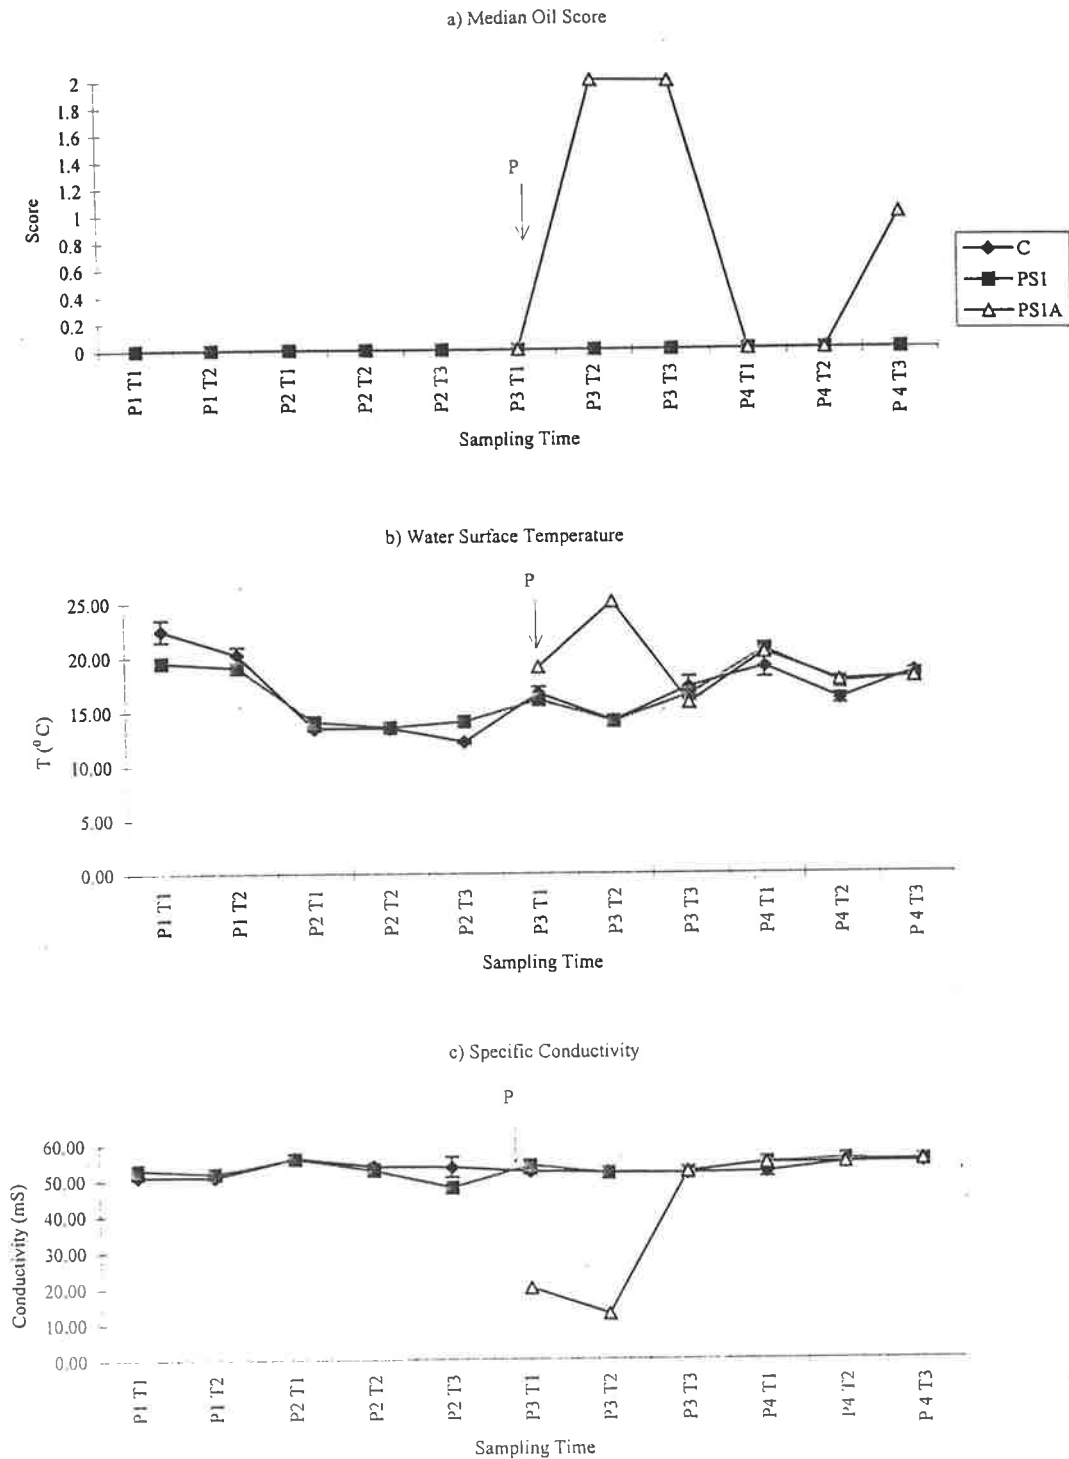 a) Median Oil Score
2
1.8
1.6
1.4
1.2
1
0.8
0.6
0.4
0.2
0
Score
P
C
PS1
PS1A
P1 T1
P1 T2
P2 T1
P2 T2
P2 T3
P3 T1
P3 T2
P3 T3
P4 T1
P4 T2
P 4 T3
Sampling Time
b) Water Surface Temperature
P
25.00
20.00
15.00
10.00
5.00
0.00
T (⁰ C)
P1 T1
P1 T2
P2 T1
P2 T2
P2 T3
P3 T1
P3 T2
P3 T3
P4 T1
P4 T2
P 4 T3
Sampling Time
c) Specific Conductivity
P
60.00
50.00
40.00
30.00
20.00
10.00
0.00
Conductivity (mS)
P1 T1
P1 T2
P2 T1
P2 T2
P2 T3
P3 T1
P3 T2
P3 T3
P4 T1
P4 T2
P 4 T3
Sampling Time